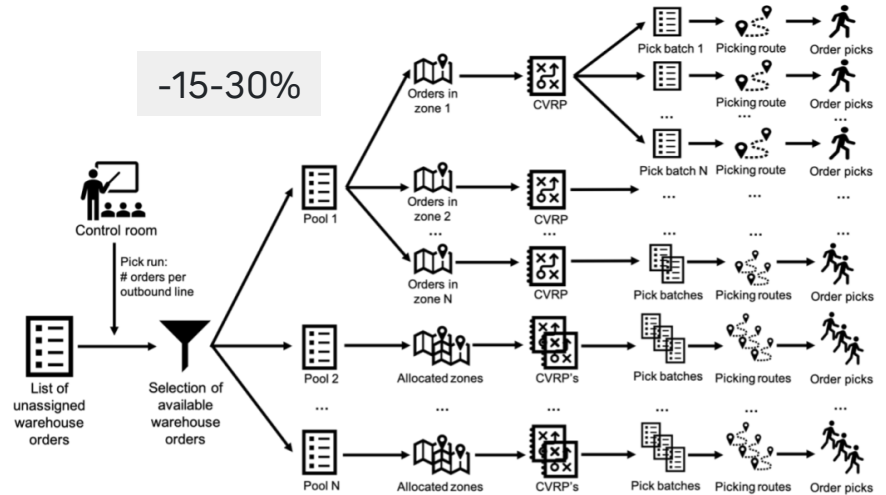 -15-30%
Pick batch 1
Picking route
Order picks
Orders in
zone 1
CVRP
Picking route
Order picks
...
...
...
Pick batch N
Picking route
Order picks
Control room
Pool 1
Orders in
zone 2
CVRP
...
...
...
Pick run:
# orders per
outbound line
...
...
...
...
...
Orders in
zone N
CVRP
Pick batches
Picking routes
Order picks
List of
unassigned
warehouse
orders
Selection of
available
warehouse
orders
Pool 2
Allocated zones
CVRP's
Pick batches
Picking routes
Order picks
...
...
...
...
...
...
Pool N
Allocated zones
CVRP's
Pick batches
Picking routes
Order picks